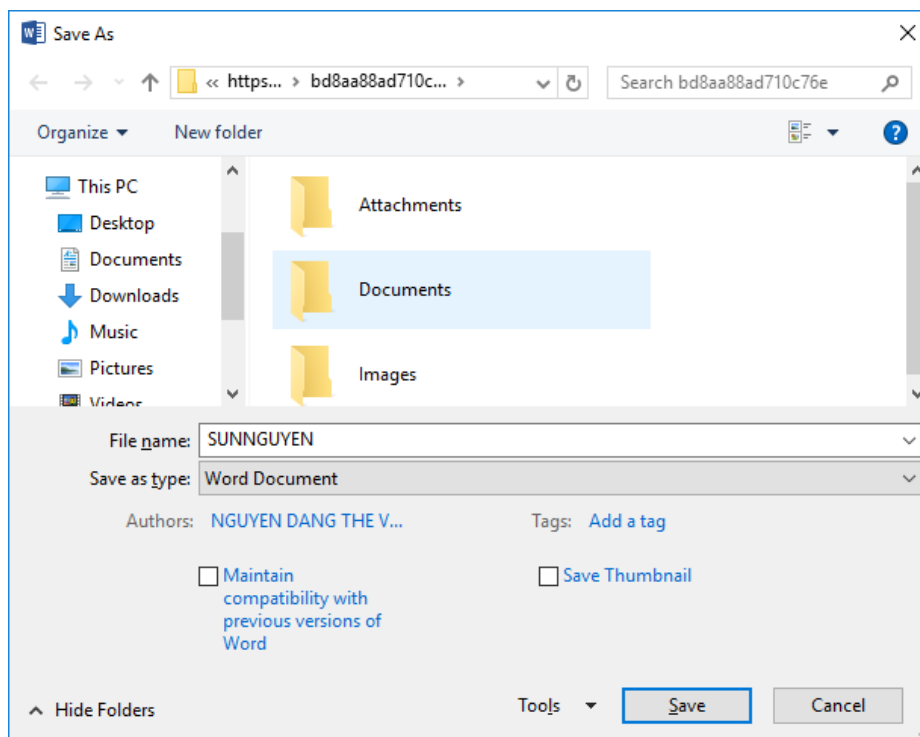 Save As
« https... › bd8aa88ad710c... ›
Search bd8aa88ad710c76e
Organize
New folder
?
This PC
Desktop
Documents
Downloads
Music
Pictures
Videos
Attachments
Documents
Images
File name: SUNNGUYEN
Save as type: Word Document
Authors: NGUYEN DANG THE V...
Tags: Add a tag
Maintain
compatibility with
previous versions of
Word
Save Thumbnail
Hide Folders
Tools
Save
Cancel